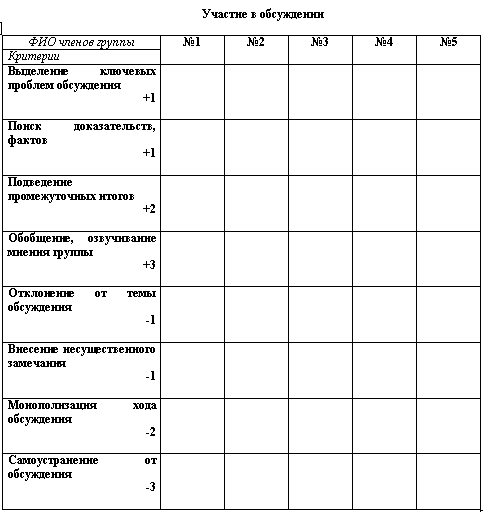 Участие в обсуждении
ФИО членов группы №1 №2 №3 №4 №5
Критерии
Выделение ключевых
проблем обсуждения
+1
Поиск доказательств,
фактов
+1
Подведение
промежуточных итогов
+2
Обобщение, озвучивание
мнения группы
+3
Отклонение от темы
обсуждения
-1
Внесение несущественного
замечания
-1
Монополизация хода
обсуждения
-2
Самоустранение от
обсуждения
-3